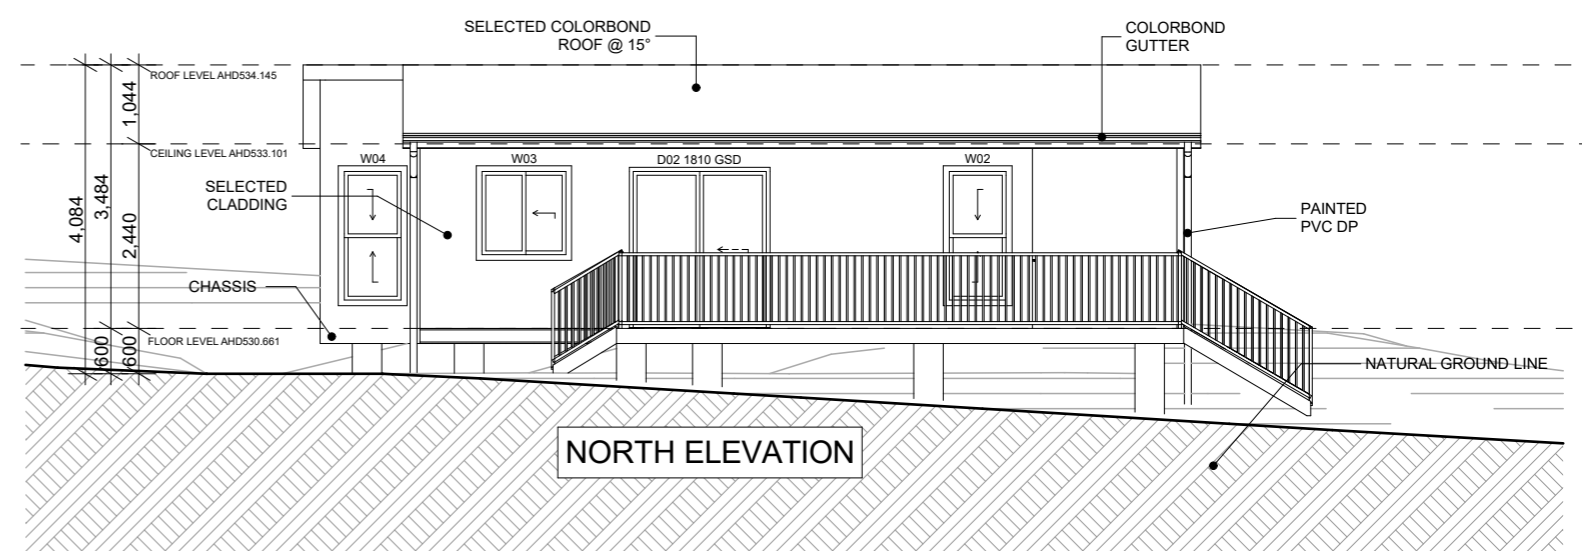 SELECTED COLORBOND
ROOF @ 15°
COLORBOND
GUTTER
ROOF LEVEL AHD534.145
1,044
CEILING LEVEL AHD533.101
W04
W03
D02 1810 GSD
W02
SELECTED
CLADDING
4,084
3,484
2,440
PAINTED
PVC DP
CHASSIS
FLOOR LEVEL AHD530.661
600
600
NATURAL GROUND LINE
NORTH ELEVATION